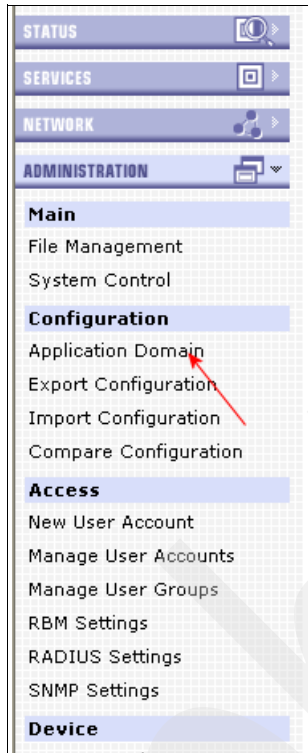 STATUS
SERVICES
NETWORK
ADMINISTRATION
Main
File Management
System Control
Configuration
Application Domain
Export Configuration
Import Configuration
Compare Configuration
Access
New User Account
Manage User Accounts
Manage User Groups
RBM Settings
RADIUS Settings
SNMP Settings
Device